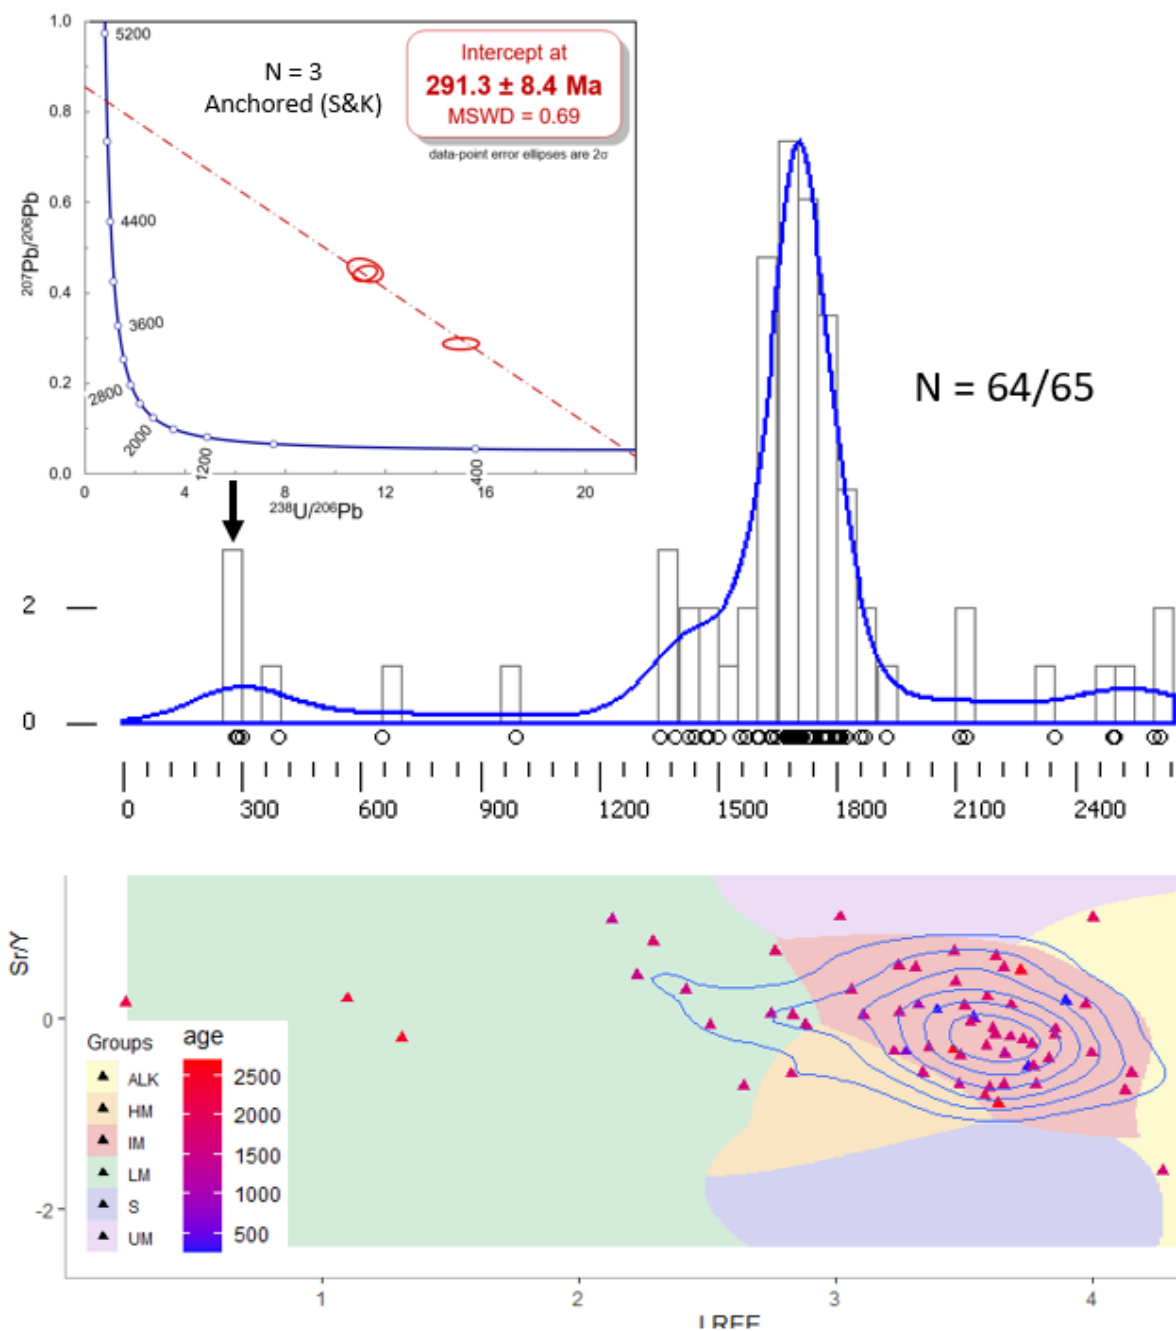 1.0
0.8
0.6
0.4
0.2
0.0
207Pb/206Pb
5200
4400
3600
2800
2000
1200
400
N = 3
Anchored (S&K)
Intercept at
291.3 ± 8.4 Ma
MSWD = 0.69
data-point error ellipses are 2σ
0 4 8 12 16 20
238U/206Pb
N = 64/65
2
0
0 300 600 900 1200 1500 1800 2100 2400
Sr/Y
0
-2
Groups
ALK
HM
IM
LM
S
UM
age
2500
2000
1500
1000
500
1 2 3 4
LREE